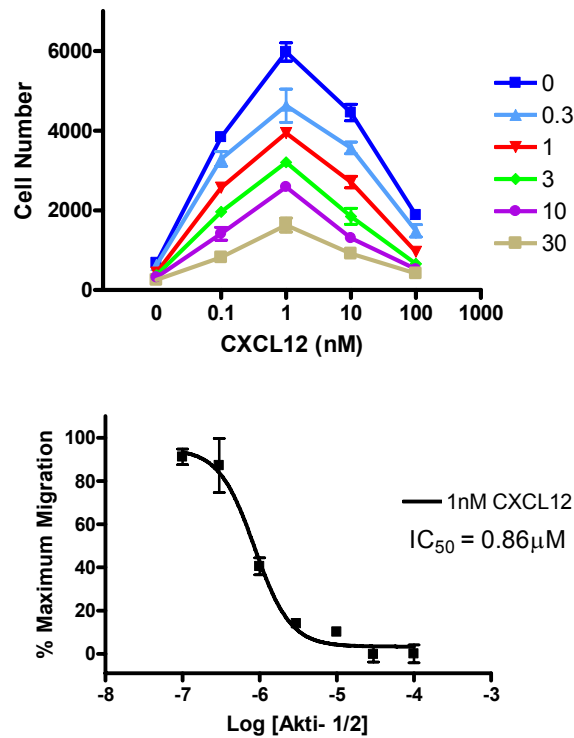 6000
4000
2000
0
Cell Number
0 0.1 1 10 100 1000
CXCL12 (nM)
0
0.3
1
3
10
30
100
80
60
40
20
0
% Maximum Migration
-8 -7 -6 -5 -4 -3
Log [Akti- 1/2]
1nM CXCL12
IC50 = 0.86μM